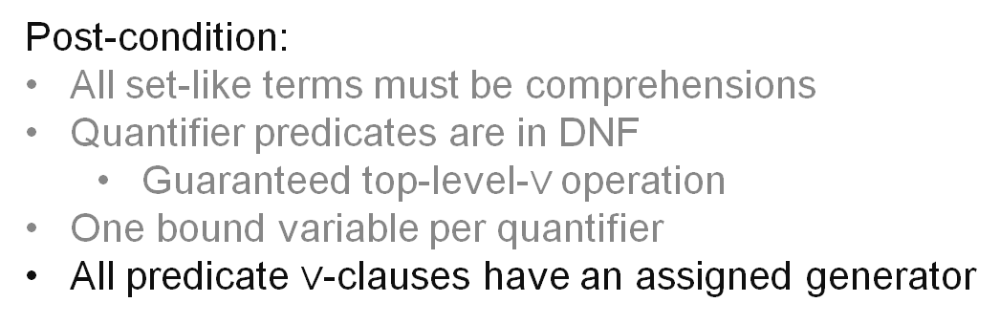 Post-condition:
• All set-like terms must be comprehensions
• Quantifier predicates are in DNF
• Guaranteed top-level-∨ operation
• One bound variable per quantifier
• All predicate ∨-clauses have an assigned generator